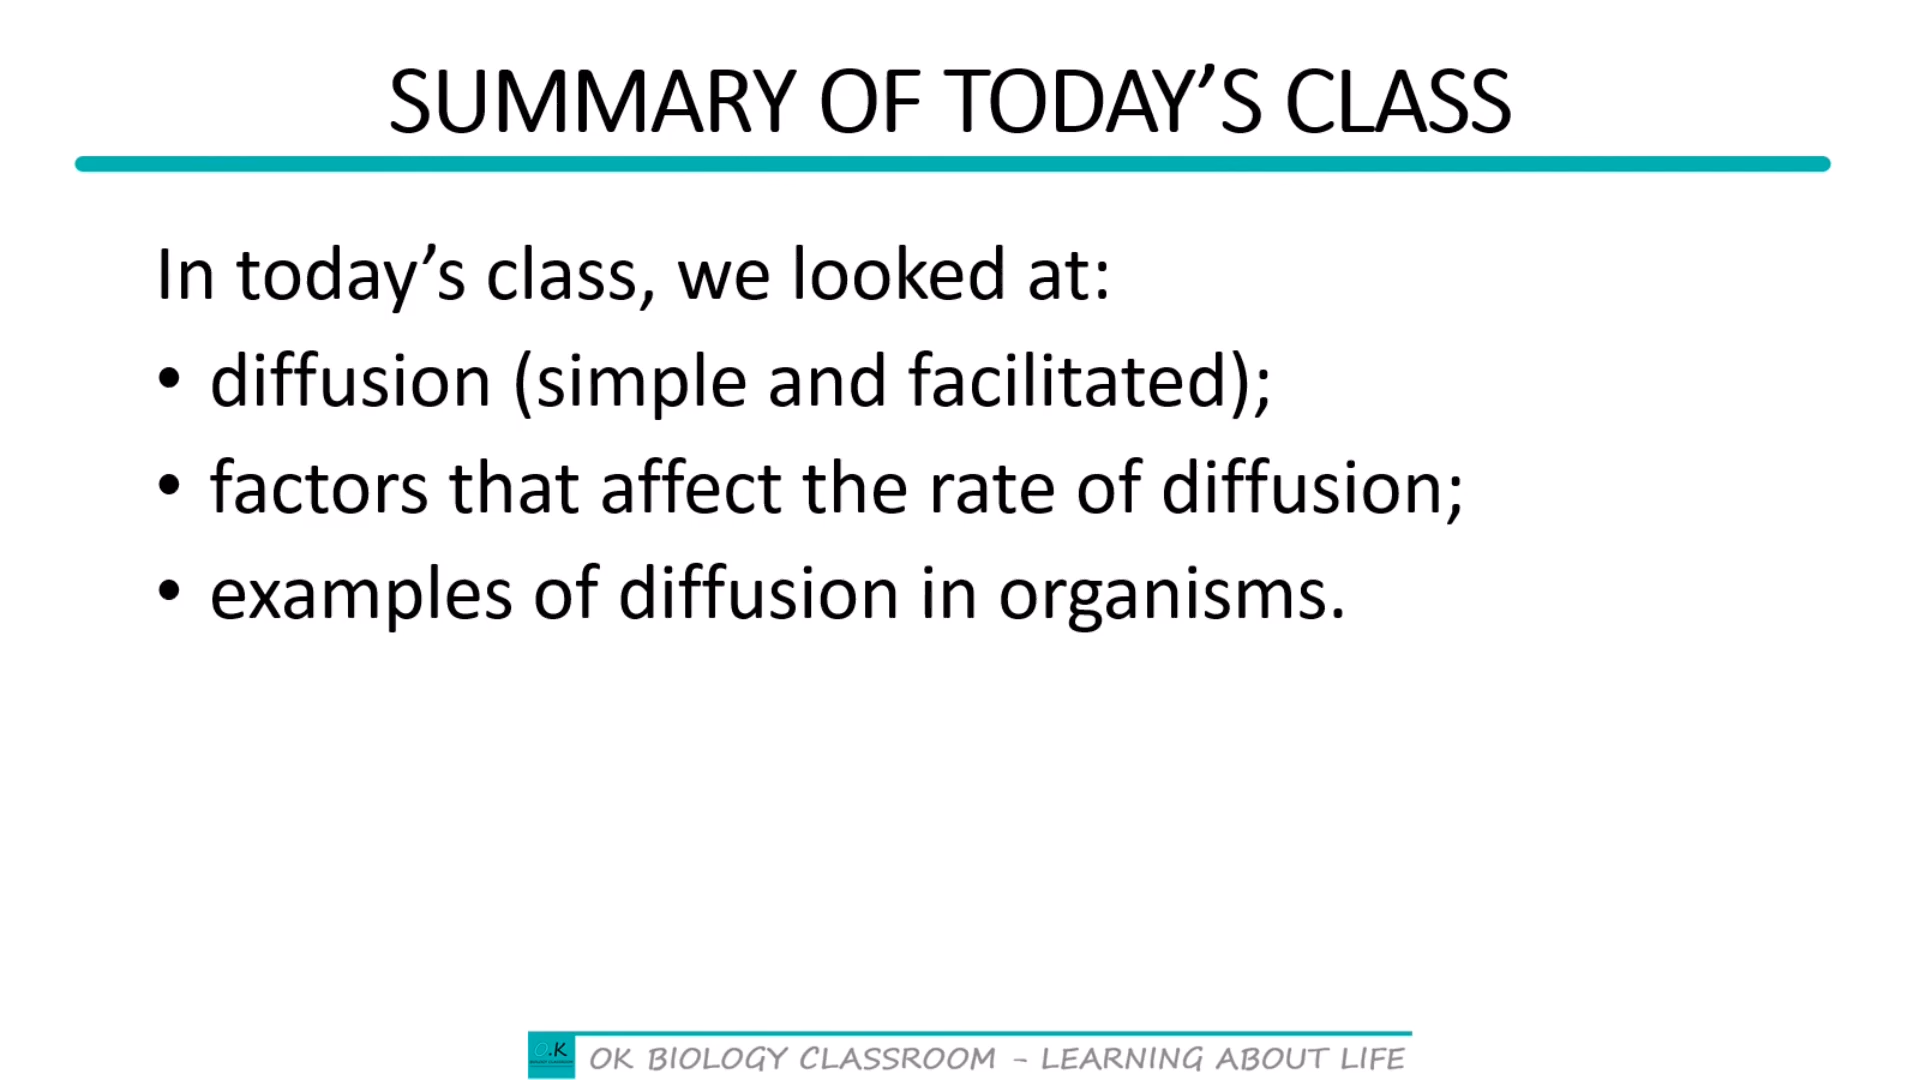 SUMMARY OF TODAY’S CLASS
In today’s class, we looked at:
• diffusion (simple and facilitated);
• factors that affect the rate of diffusion;
• examples of diffusion in organisms.
O.K
OK BIOLOGY CLASSROOM – LEARNING ABOUT LIFE